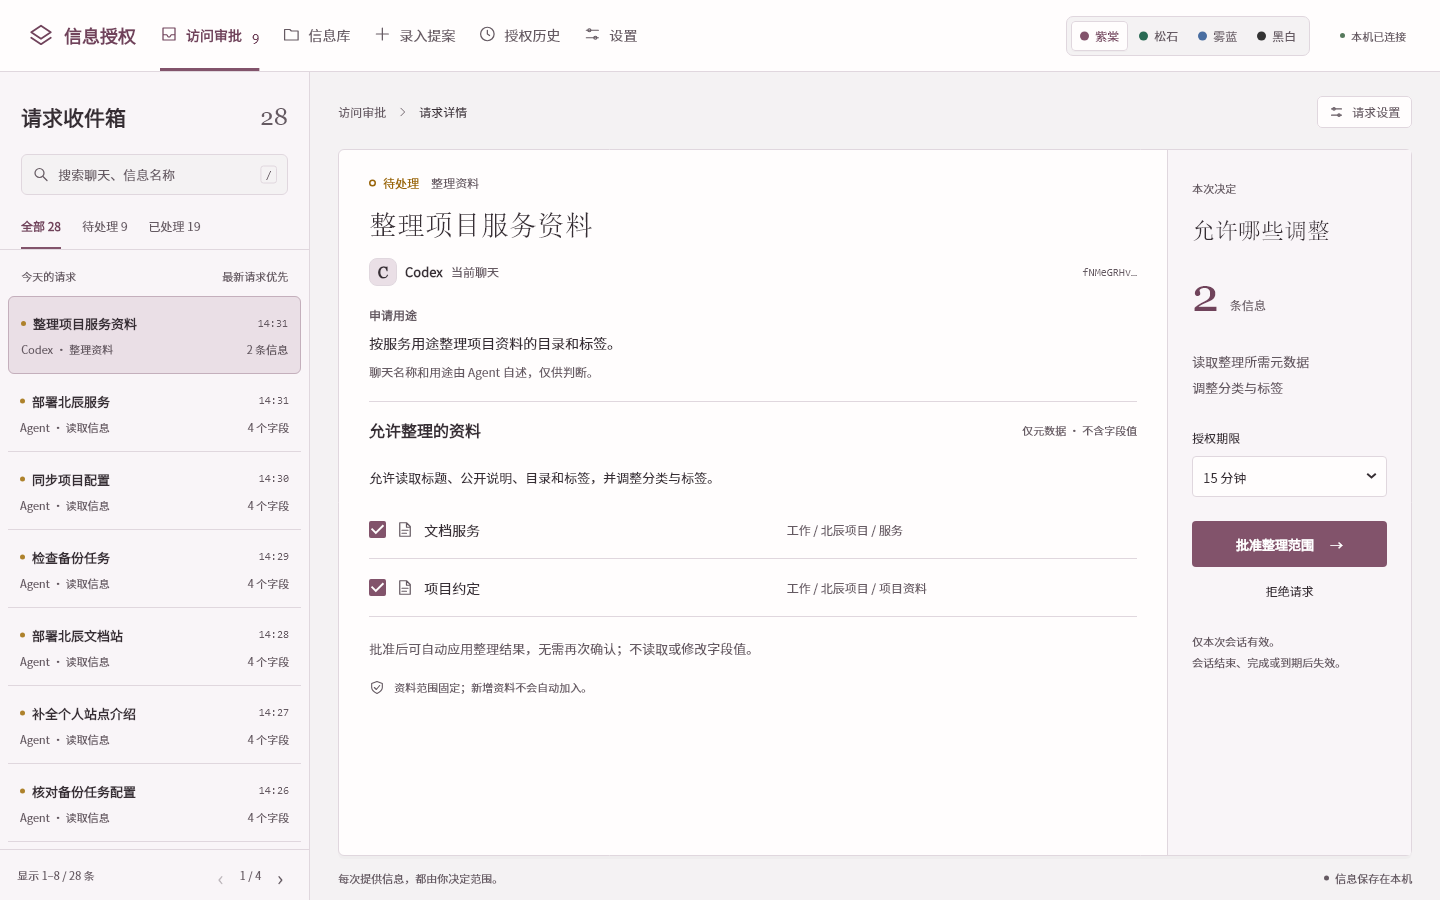 信息授权
访问审批 9
信息库
录入提案
授权历史
设置
紫棠
松石
雾蓝
黑白
本机已连接
请求收件箱 28
搜索聊天、信息名称 /
全部 28
待处理 9
已处理 19
今天的请求 最新请求优先
整理项目服务资料 14:31
Codex · 整理资料 2 条信息
部署北辰服务 14:31
Agent · 读取信息 4 个字段
同步项目配置 14:30
Agent · 读取信息 4 个字段
检查备份任务 14:29
Agent · 读取信息 4 个字段
部署北辰文档站 14:28
Agent · 读取信息 4 个字段
补全个人站点介绍 14:27
Agent · 读取信息 4 个字段
核对备份任务配置 14:26
Agent · 读取信息 4 个字段
显示 1–8 / 28 条 ‹ 1 / 4 ›
访问审批 > 请求详情
请求设置
待处理 整理资料
整理项目服务资料
C Codex 当前聊天 fNMeGRHv…
申请用途
按服务用途整理项目资料的目录和标签。
聊天名称和用途由 Agent 自述，仅供判断。
允许整理的资料 仅元数据 · 不含字段值
允许读取标题、公开说明、目录和标签，并调整分类与标签。
文档服务 工作 / 北辰项目 / 服务
项目约定 工作 / 北辰项目 / 项目资料
批准后可自动应用整理结果，无需再次确认；不读取或修改字段值。
资料范围固定；新增资料不会自动加入。
本次决定
允许哪些调整
2 条信息
读取整理所需元数据
调整分类与标签
授权期限
15 分钟
批准整理范围 →
拒绝请求
仅本次会话有效。
会话结束、完成或到期后失效。
每次提供信息，都由你决定范围。
信息保存在本机